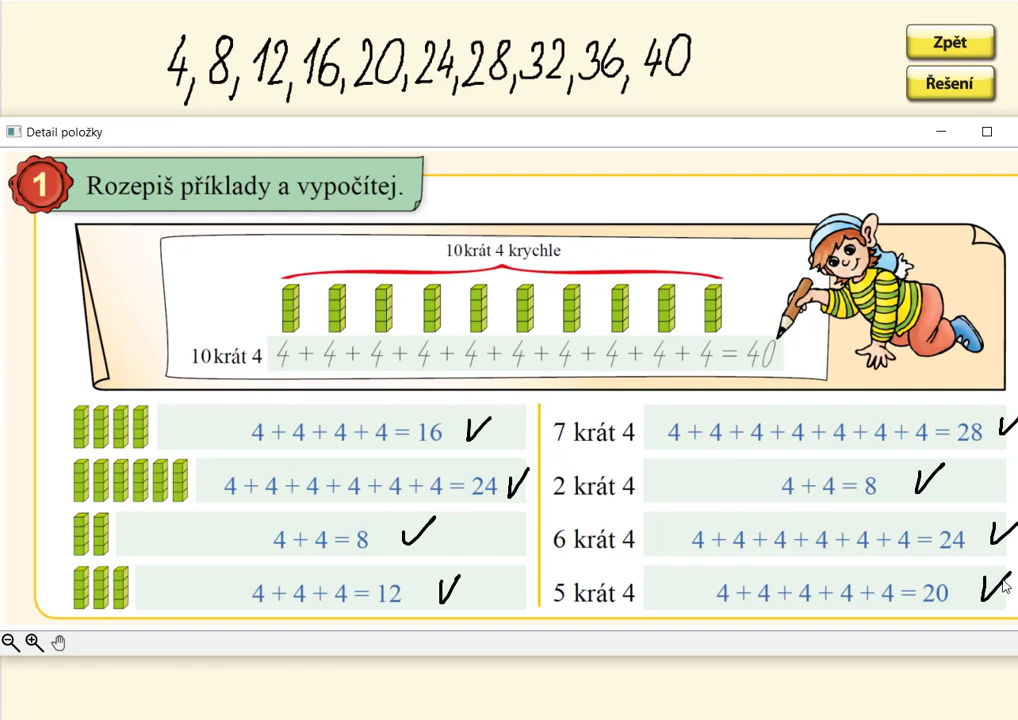 4, 8, 12, 16, 20, 24, 28, 32, 36, 40
Zpět
Řešení
Detail položky
1 Rozepiš příklady a vypočítej.
10krát 4 krychle
10krát 4 4 + 4 + 4 + 4 + 4 + 4 + 4 + 4 + 4 + 4 = 40
4 + 4 + 4 + 4 = 16
4 + 4 + 4 + 4 + 4 + 4 = 24
4 + 4 = 8
4 + 4 + 4 = 12
7 krát 4 4 + 4 + 4 + 4 + 4 + 4 + 4 = 28
2 krát 4 4 + 4 = 8
6 krát 4 4 + 4 + 4 + 4 + 4 + 4 = 24
5 krát 4 4 + 4 + 4 + 4 + 4 = 20